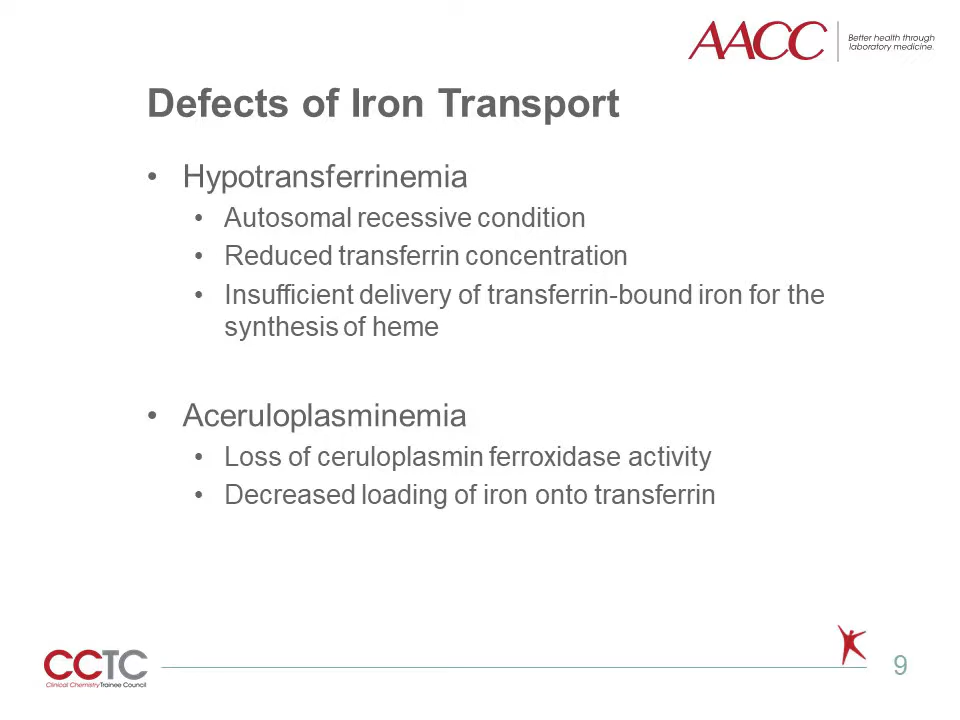 AACC
Better health through
laboratory medicine.
Defects of Iron Transport
• Hypotransferrinemia
• Autosomal recessive condition
• Reduced transferrin concentration
• Insufficient delivery of transferrin-bound iron for the
synthesis of heme
• Aceruloplasminemia
• Loss of ceruloplasmin ferroxidase activity
• Decreased loading of iron onto transferrin
CCTC
Clinical Chemistry Trainee Council
9